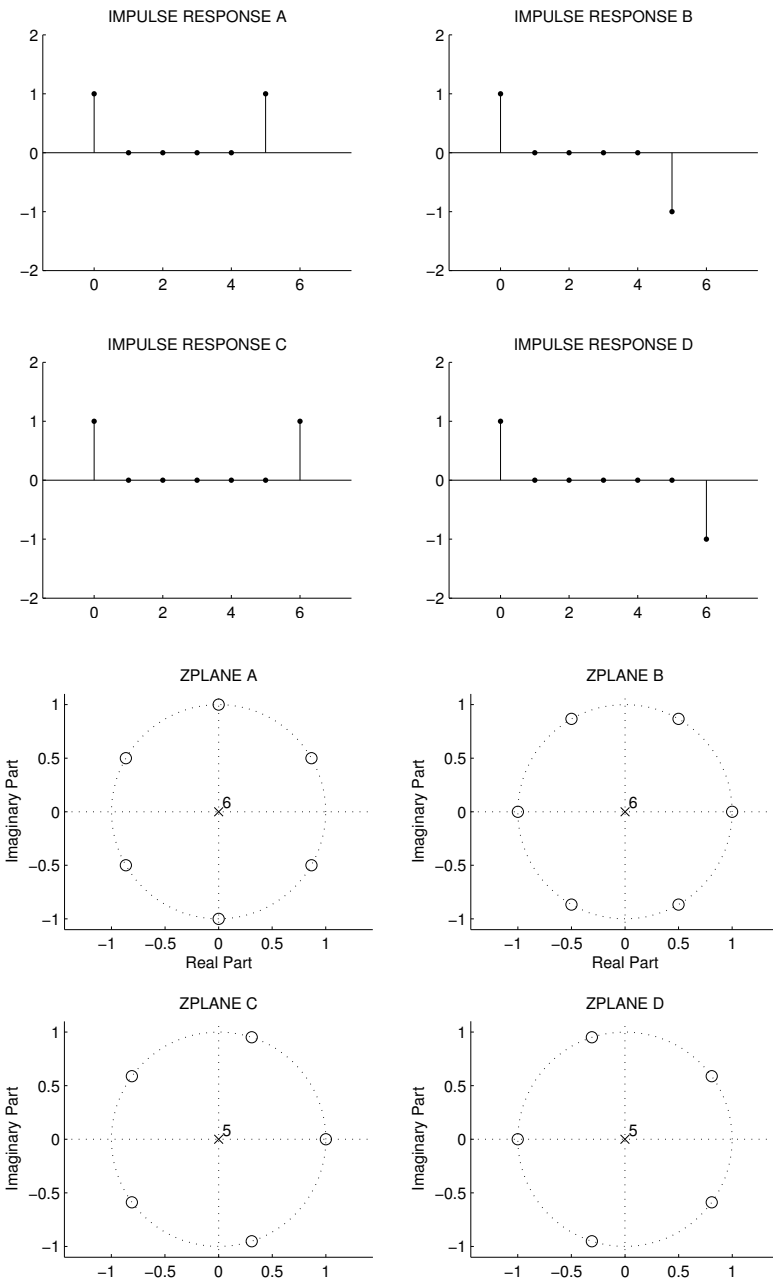 IMPULSE RESPONSE A
2
1
0
−1
−2
0 2 4 6
IMPULSE RESPONSE B
2
1
0
−1
−2
0 2 4 6
IMPULSE RESPONSE C
2
1
0
−1
−2
0 2 4 6
IMPULSE RESPONSE D
2
1
0
−1
−2
0 2 4 6
ZPLANE A
1
0.5
0
−0.5
−1
6
Imaginary Part
−1 −0.5 0 0.5 1
Real Part
ZPLANE B
1
0.5
0
−0.5
−1
6
Imaginary Part
−1 −0.5 0 0.5 1
Real Part
ZPLANE C
1
0.5
0
−0.5
−1
5
Imaginary Part
−1 −0.5 0 0.5 1
ZPLANE D
1
0.5
0
−0.5
−1
5
Imaginary Part
−1 −0.5 0 0.5 1